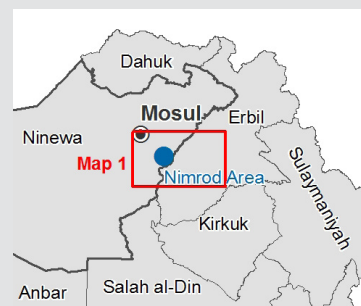 Dahuk
Mosul
Erbil
Ninewa
Map 1
Nimrod Area
Sulaymaniyah
Kirkuk
Anbar
Salah al-Din